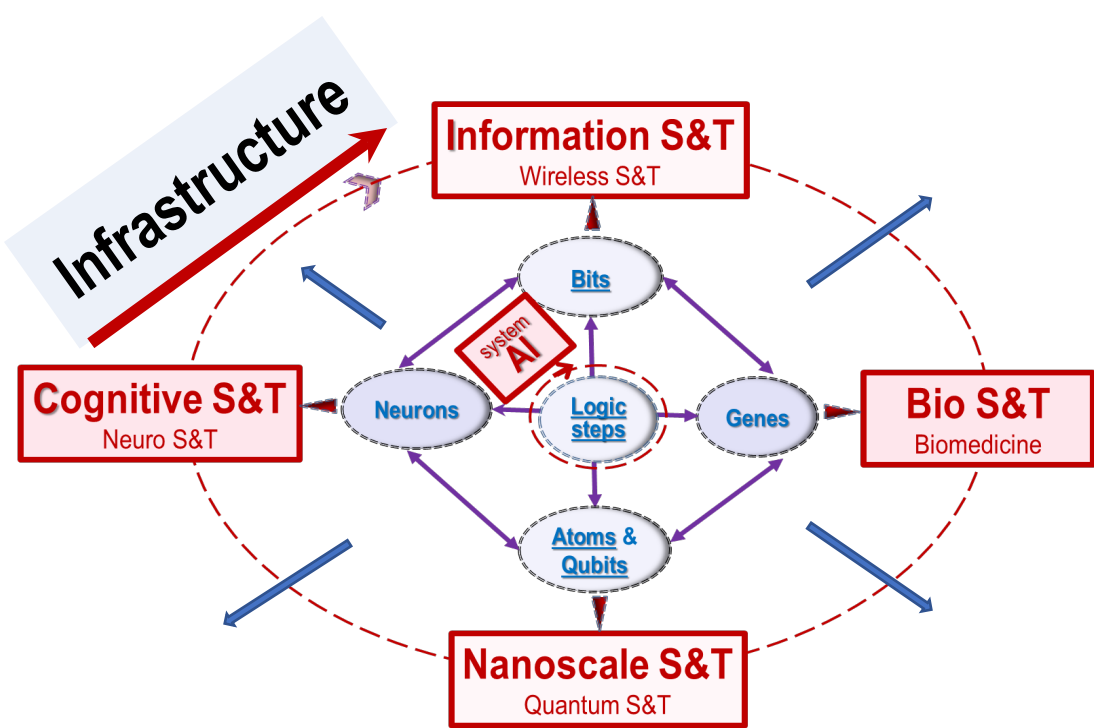 Infrastructure
Information S&T
Wireless S&T
Bits
system
AI
Cognitive S&T
Neuro S&T
Neurons
Logic
steps
Genes
Bio S&T
Biomedicine
Atoms &
Qubits
Nanoscale S&T
Quantum S&T